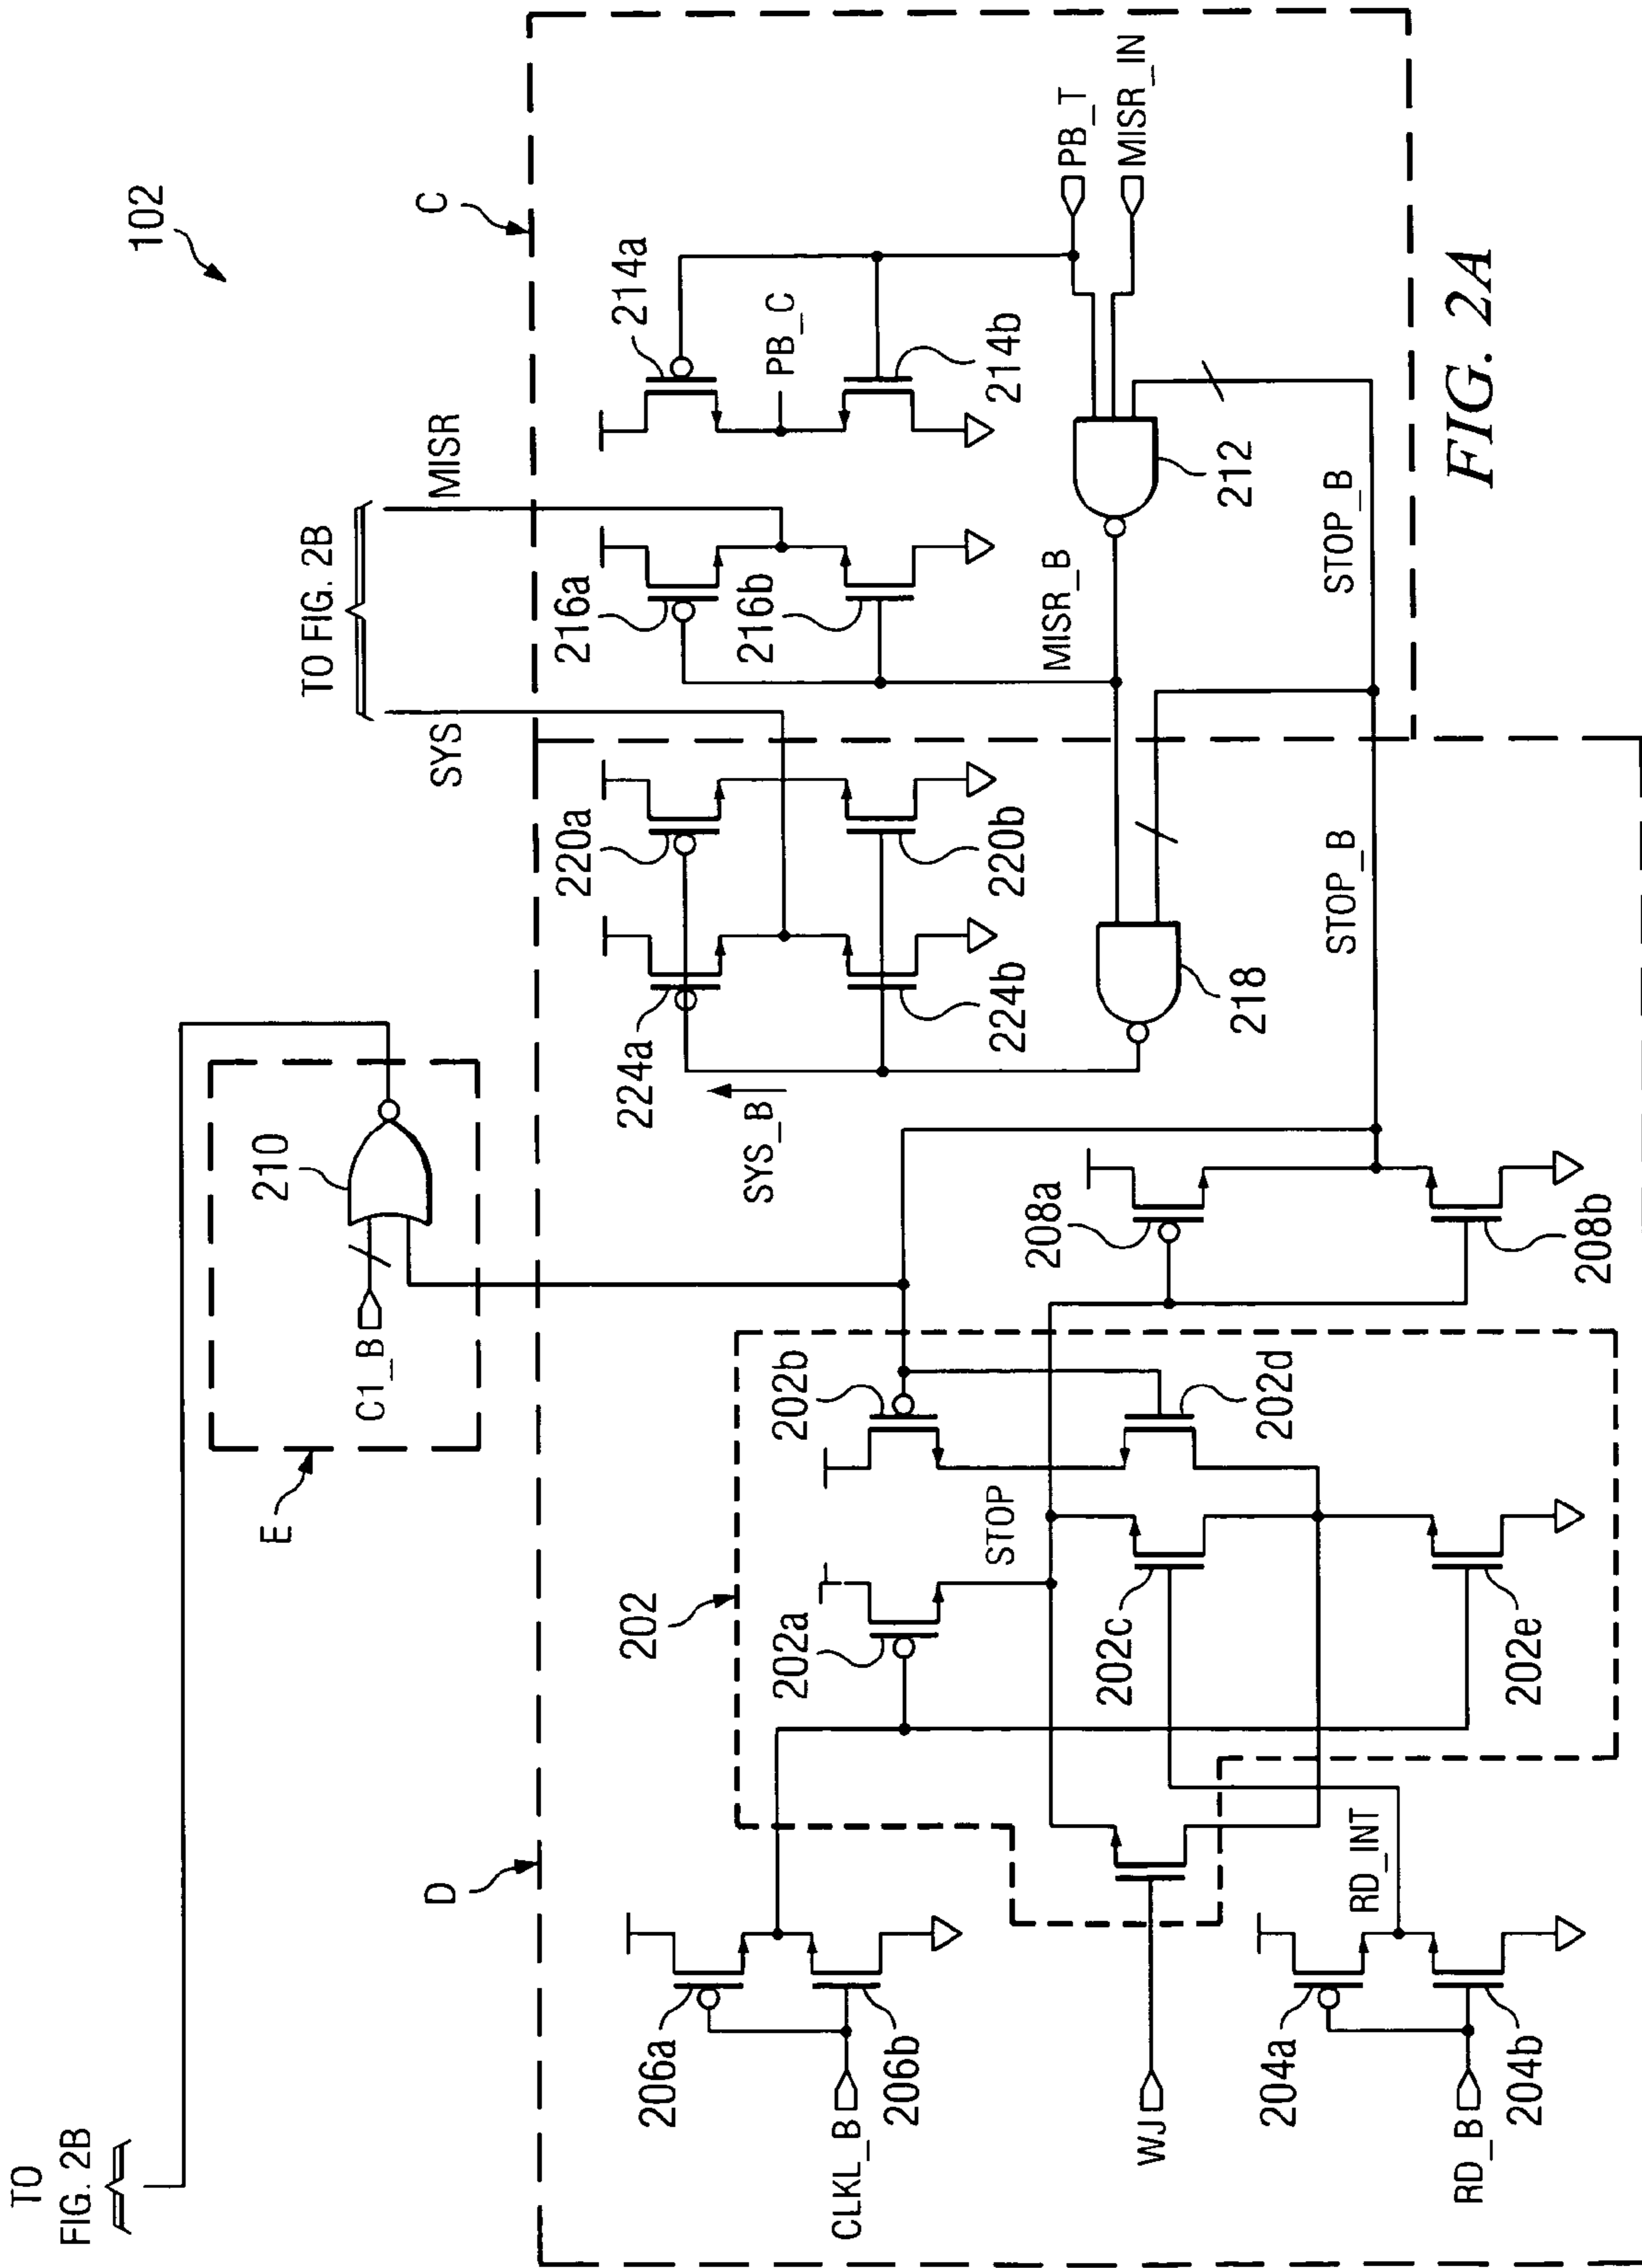 TO
FIG. 2B
102
E
210
C1_B
TO FIG. 2B
SYS
MISR
C
D
206a
206b
CLKL_B
WJ
204a
204b
RD_B
RD_INT
202
202a
202b
202c
202d
202e
STOP
208a
208b
SYS_B
224a
224b
220a
220b
218
STOP_B
216a
216b
MISR_B
STOP_B
212
214a
214b
PB_C
PB_T
MISR_IN
FIG. 2A